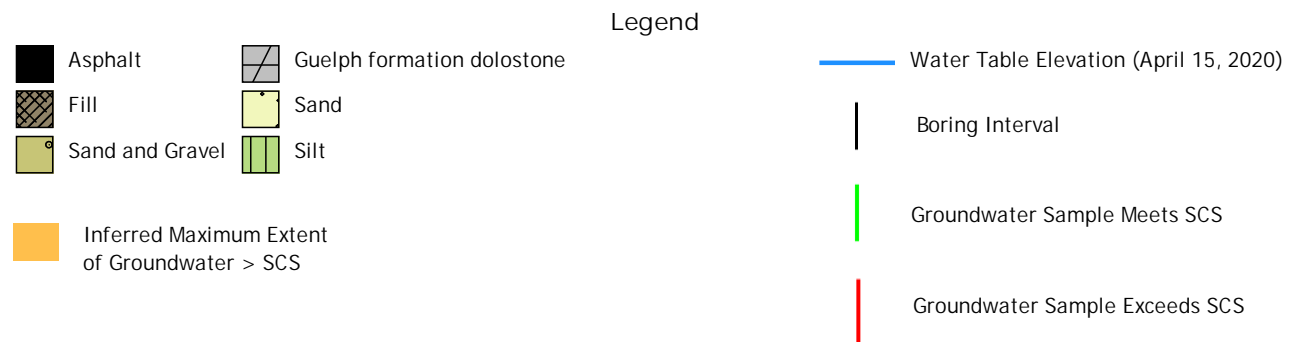 Legend
Asphalt
Guelph formation dolostone
Water Table Elevation (April 15, 2020)
Fill
Sand
Boring Interval
Sand and Gravel
Silt
Groundwater Sample Meets SCS
Inferred Maximum Extent
of Groundwater > SCS
Groundwater Sample Exceeds SCS